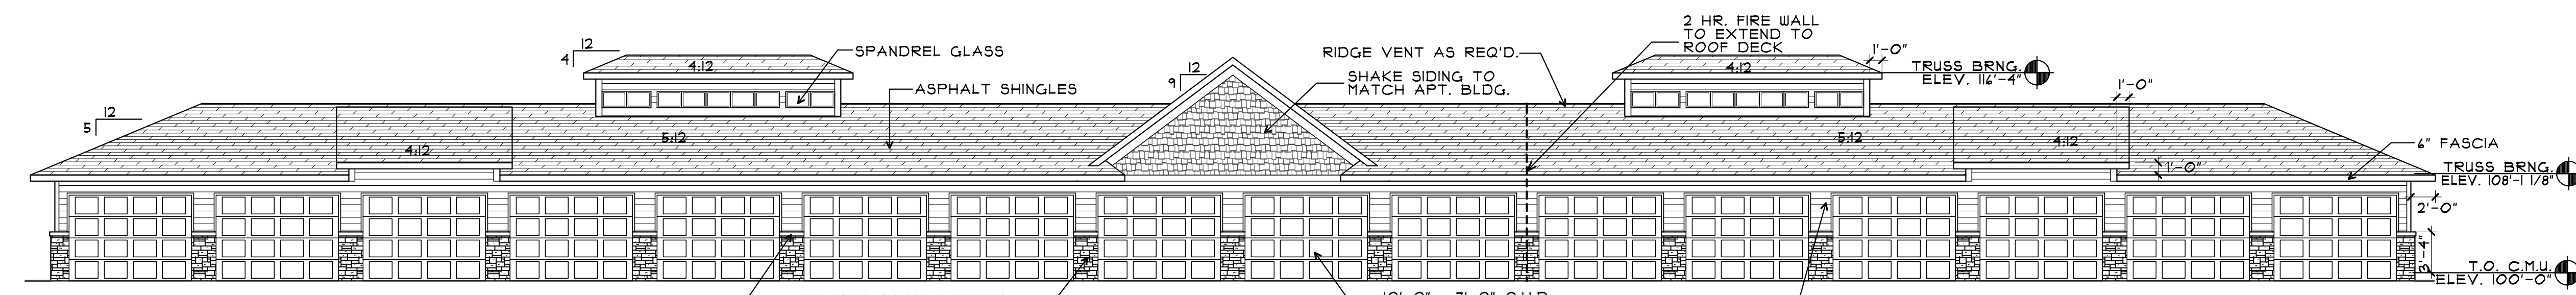 2 HR. FIRE WALL
TO EXTEND TO
ROOF DECK
12
4
SPANDREL GLASS
4:12
RIDGE VENT AS REQ'D.
12
9
SHAKE SIDING TO
MATCH APT. BLDG.
1'-0"
4:12
TRUSS BRNG.
ELEV. 116'-4"
ASPHALT SHINGLES
1'-0"
12
5
4:12
5:12
5:12
4:12
6" FASCIA
1'-0"
TRUSS BRNG.
ELEV. 108'-1 1/8"
2'-0"
3'-4"
T.O. C.M.U.
ELEV. 100'-0"